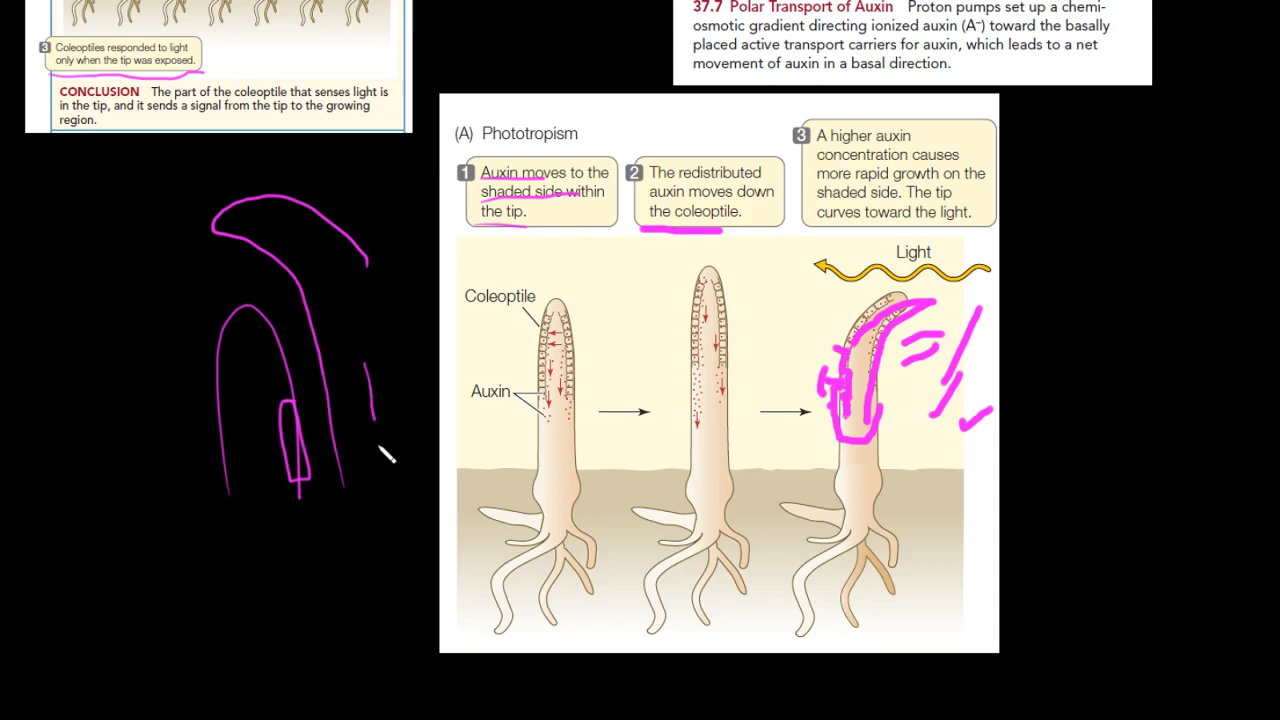 3 Coleoptiles responded to light
only when the tip was exposed.
CONCLUSION The part of the coleoptile that senses light is
in the tip, and it sends a signal from the tip to the growing
region.
37.7 Polar Transport of Auxin Proton pumps set up a chemi-
osmotic gradient directing ionized auxin (A⁻) toward the basally
placed active transport carriers for auxin, which leads to a net
movement of auxin in a basal direction.
(A) Phototropism
1 Auxin moves to the
shaded side within
the tip.
2 The redistributed
auxin moves down
the coleoptile.
3 A higher auxin
concentration causes
more rapid growth on the
shaded side. The tip
curves toward the light.
Light
Coleoptile
Auxin